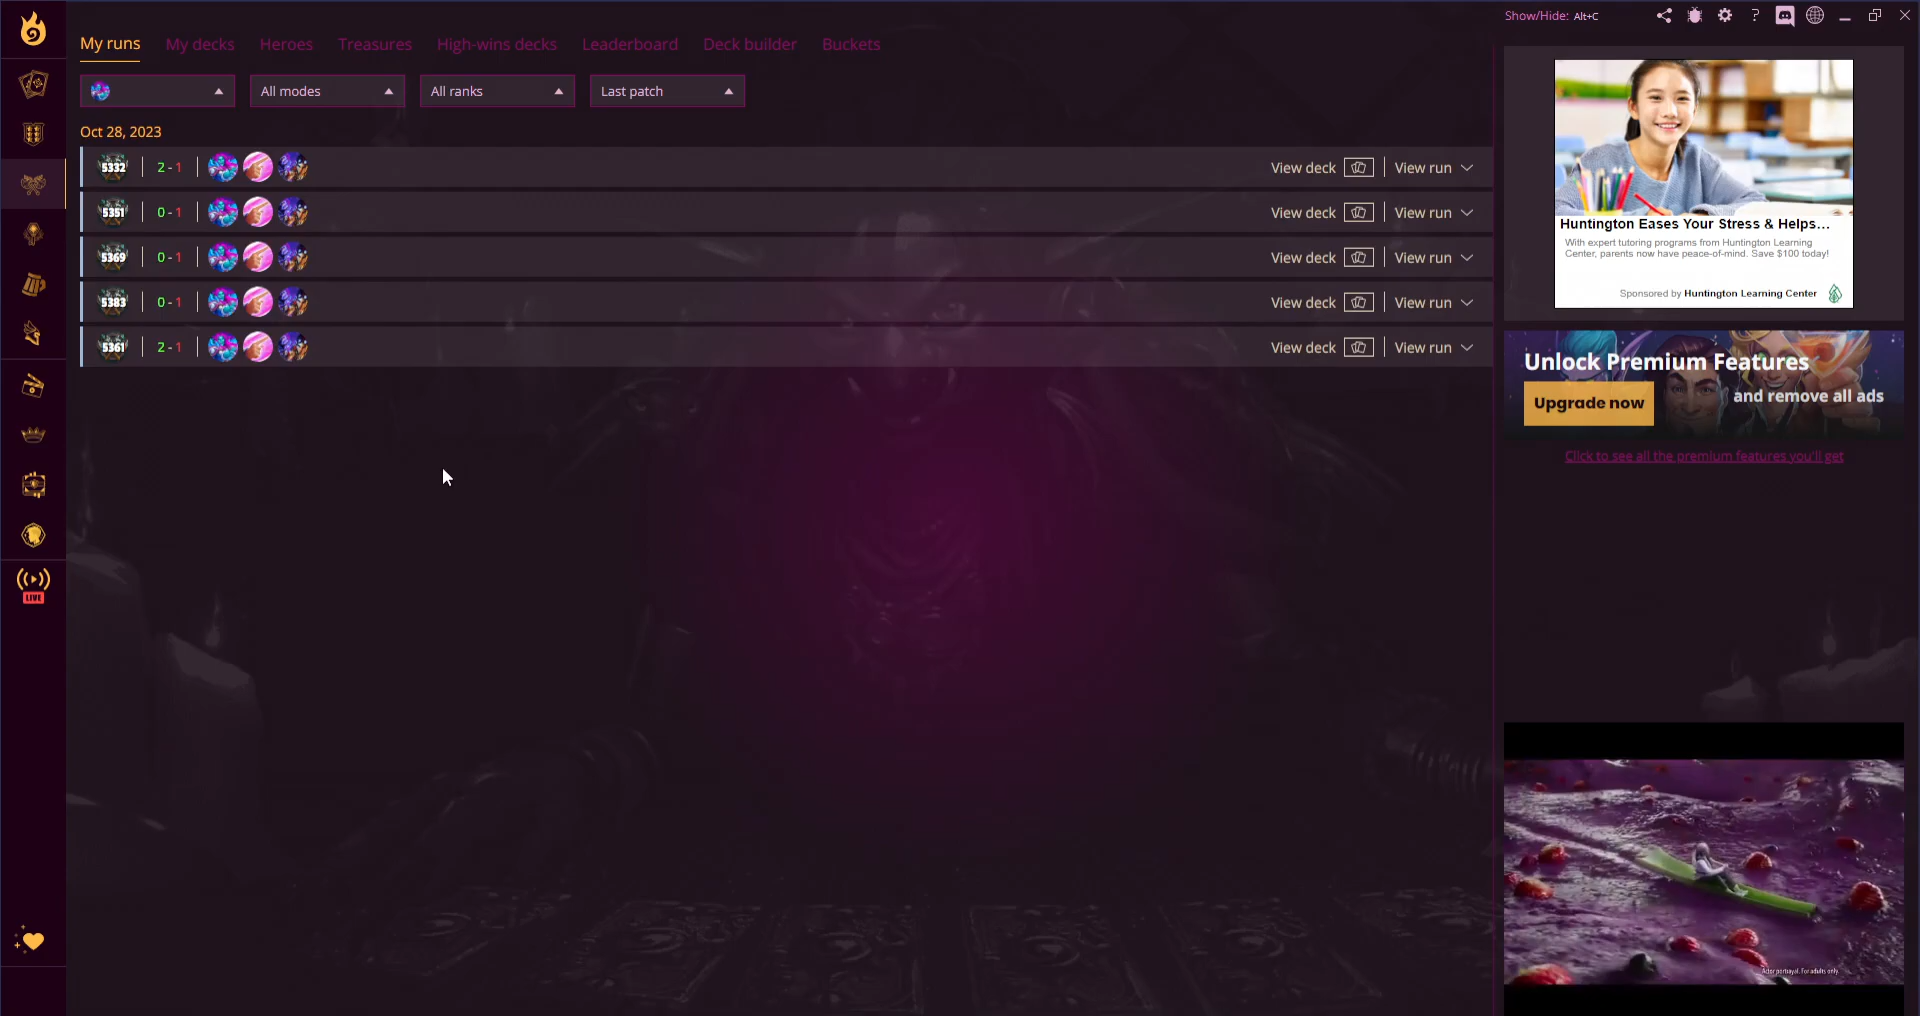 Show/Hide: Alt+C
My runs
My decks
Heroes
Treasures
High-wins decks
Leaderboard
Deck builder
Buckets
All modes
All ranks
Last patch
Oct 28, 2023
5332 2 - 1 View deck View run
5351 0 - 1 View deck View run
5369 0 - 1 View deck View run
5383 0 - 1 View deck View run
5361 2 - 1 View deck View run
LIVE
Huntington Eases Your Stress & Helps...
With expert tutoring programs from Huntington Learning
Center, parents now have peace-of-mind. Save $100 today!
Sponsored by Huntington Learning Center
Unlock Premium Features
Upgrade now
and remove all ads
Click to see all the premium features you'll get
Actor portrayal. For adults only.